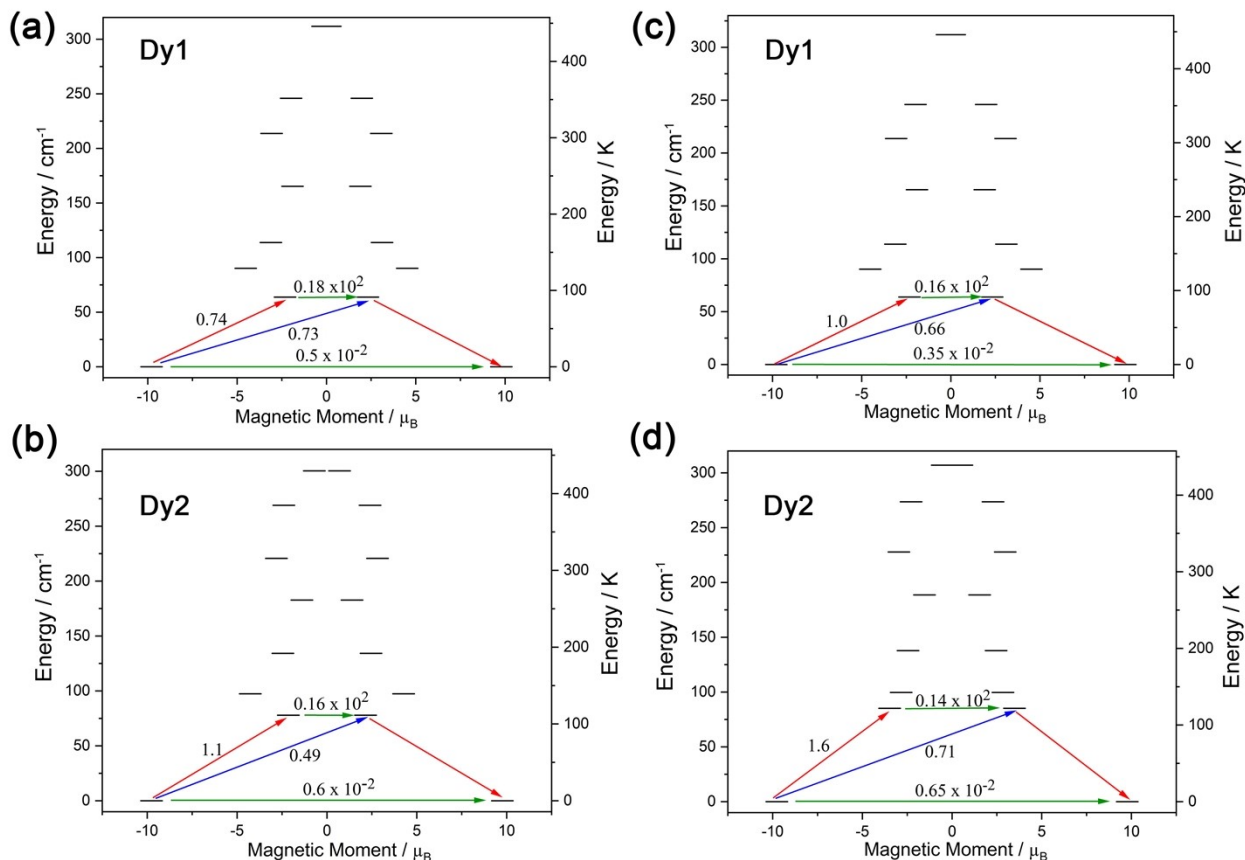 (a)
Dy1
Energy / cm⁻¹
300
250
200
150
100
50
0
400
300
200
100
0
Energy / K
0.18 x10²
0.74
0.73
0.5 x 10⁻²
-10 -5 0 5 10
Magnetic Moment / μB
(c)
Dy1
Energy / cm⁻¹
300
250
200
150
100
50
0
400
300
200
100
0
Energy / K
0.16 x 10²
1.0
0.66
0.35 x 10⁻²
-10 -5 0 5 10
Magnetic Moment / μB
(b)
Dy2
Energy / cm⁻¹
300
250
200
150
100
50
0
400
300
200
100
0
Energy / K
0.16 x 10²
1.1
0.49
0.6 x 10⁻²
-10 -5 0 5 10
Magnetic Moment / μB
(d)
Dy2
Energy / cm⁻¹
300
250
200
150
100
50
0
400
300
200
100
0
Energy / K
0.14 x 10²
1.6
0.71
0.65 x 10⁻²
-10 -5 0 5 10
Magnetic Moment / μB